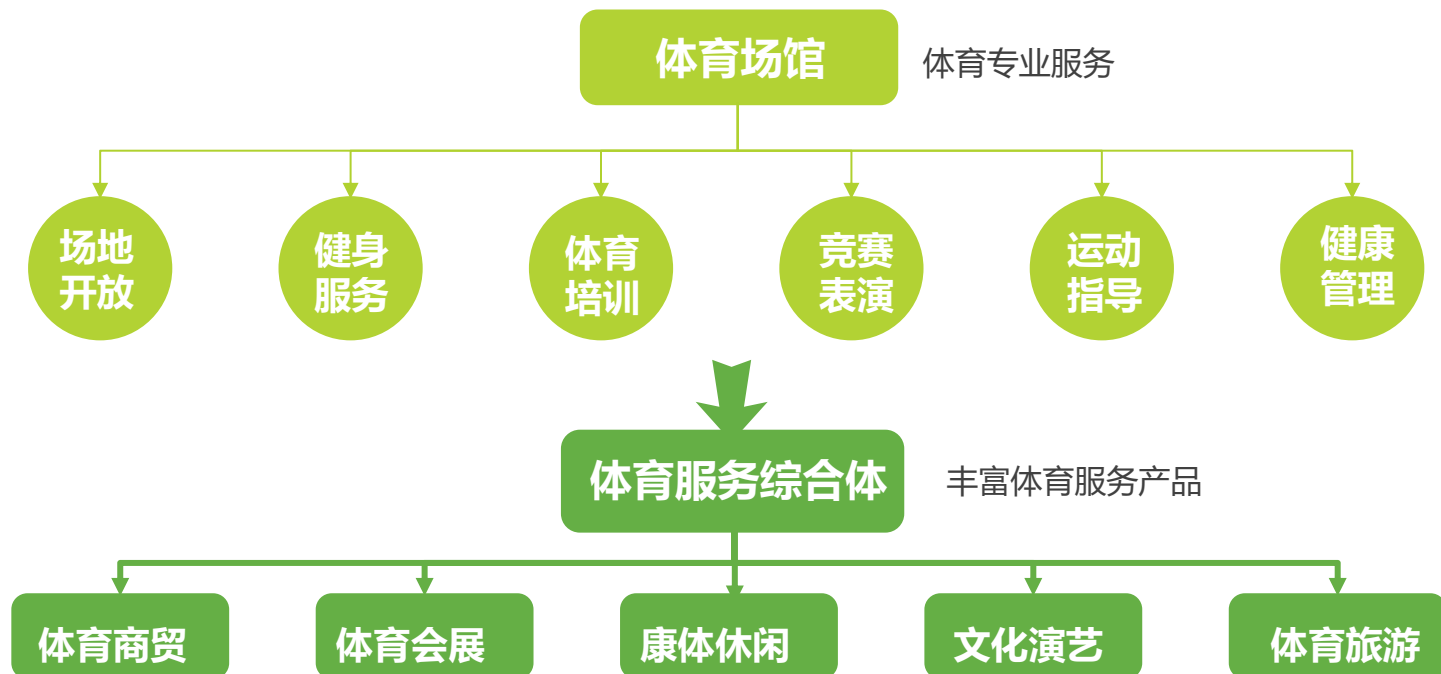 体育场馆
体育专业服务
场地
开放
健身
服务
体育
培训
竞赛
表演
运动
指导
健康
管理
体育服务综合体
丰富体育服务产品
体育商贸
体育会展
康体休闲
文化演艺
体育旅游